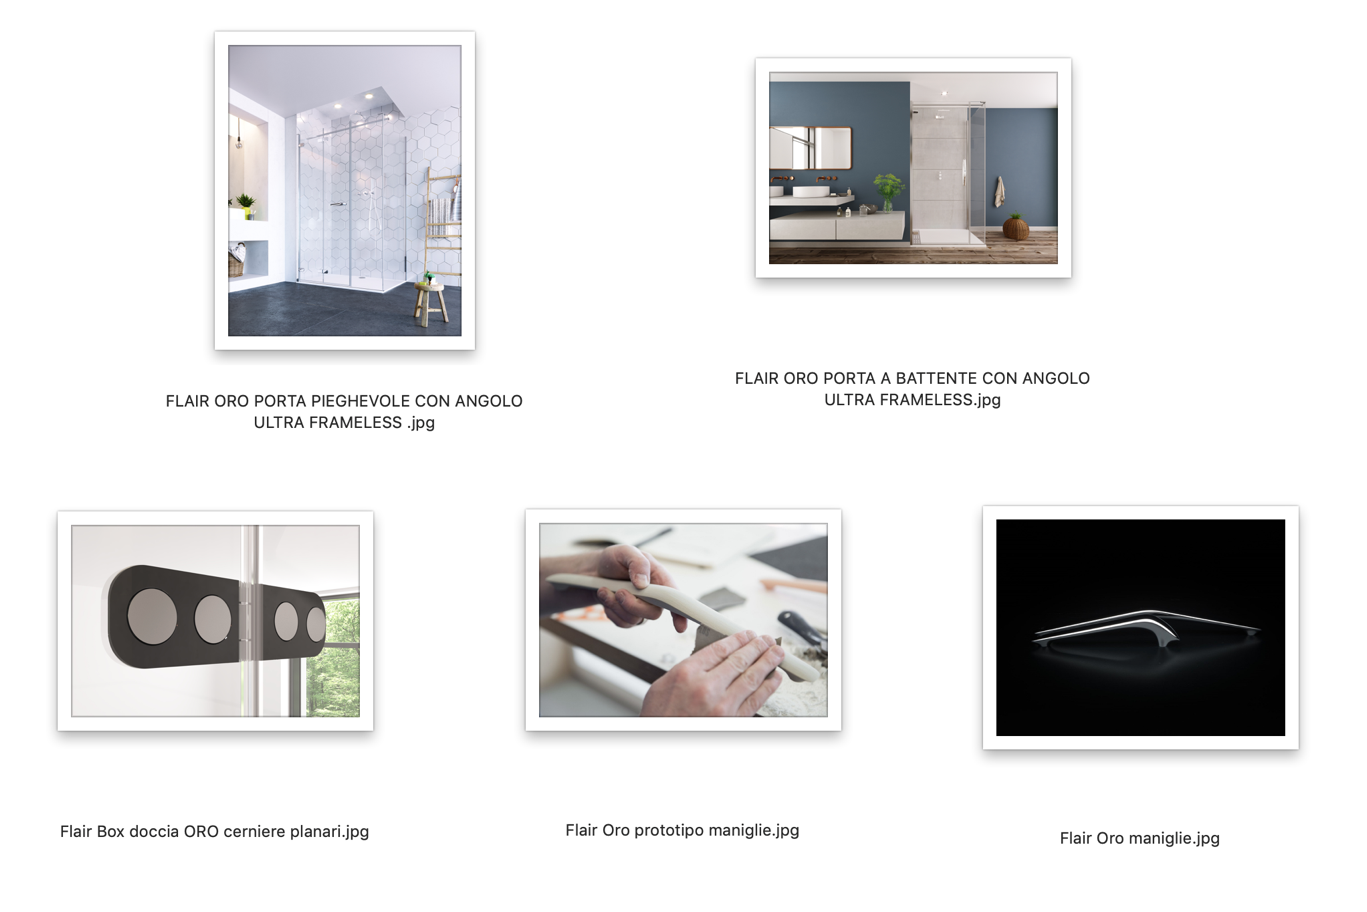 FLAIR ORO PORTA PIEGHEVOLE CON ANGOLO
ULTRA FRAMELESS .jpg
FLAIR ORO PORTA A BATTENTE CON ANGOLO
ULTRA FRAMELESS.jpg
Flair Box doccia ORO cerniere planari.jpg
Flair Oro prototipo maniglie.jpg
Flair Oro maniglie.jpg